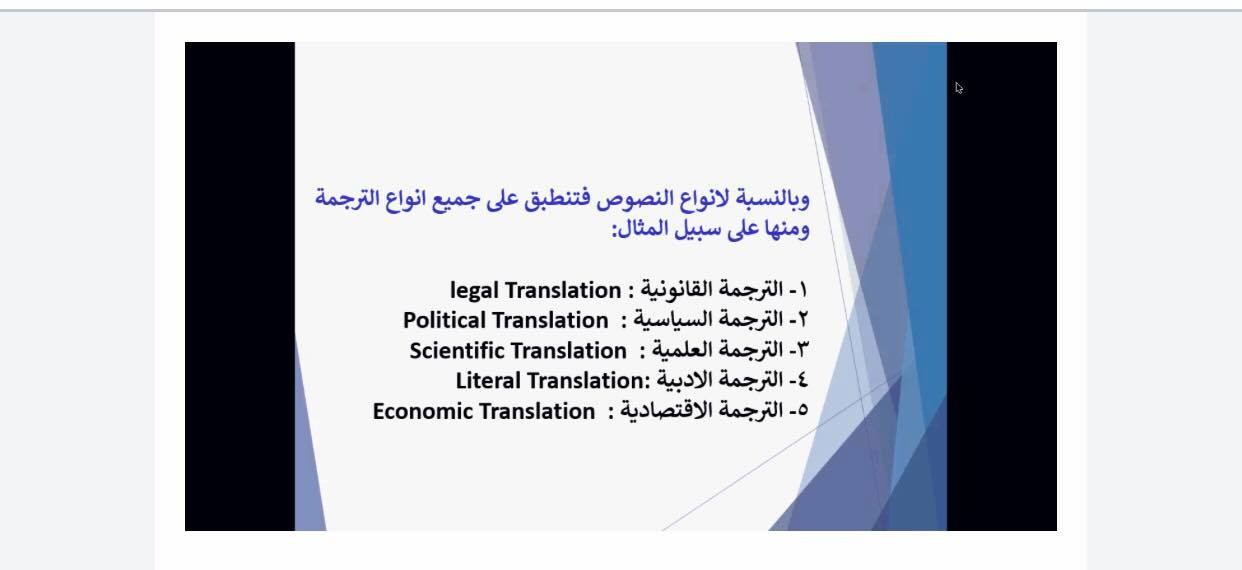 وبالنسبة لانواع النصوص فتنطبق على جميع انواع الترجمة
ومنها على سبيل المثال:
١- الترجمة القانونية : legal Translation
٢- الترجمة السياسية : Political Translation
٣- الترجمة العلمية : Scientific Translation
٤- الترجمة الادبية :Literal Translation
٥- الترجمة الاقتصادية : Economic Translation